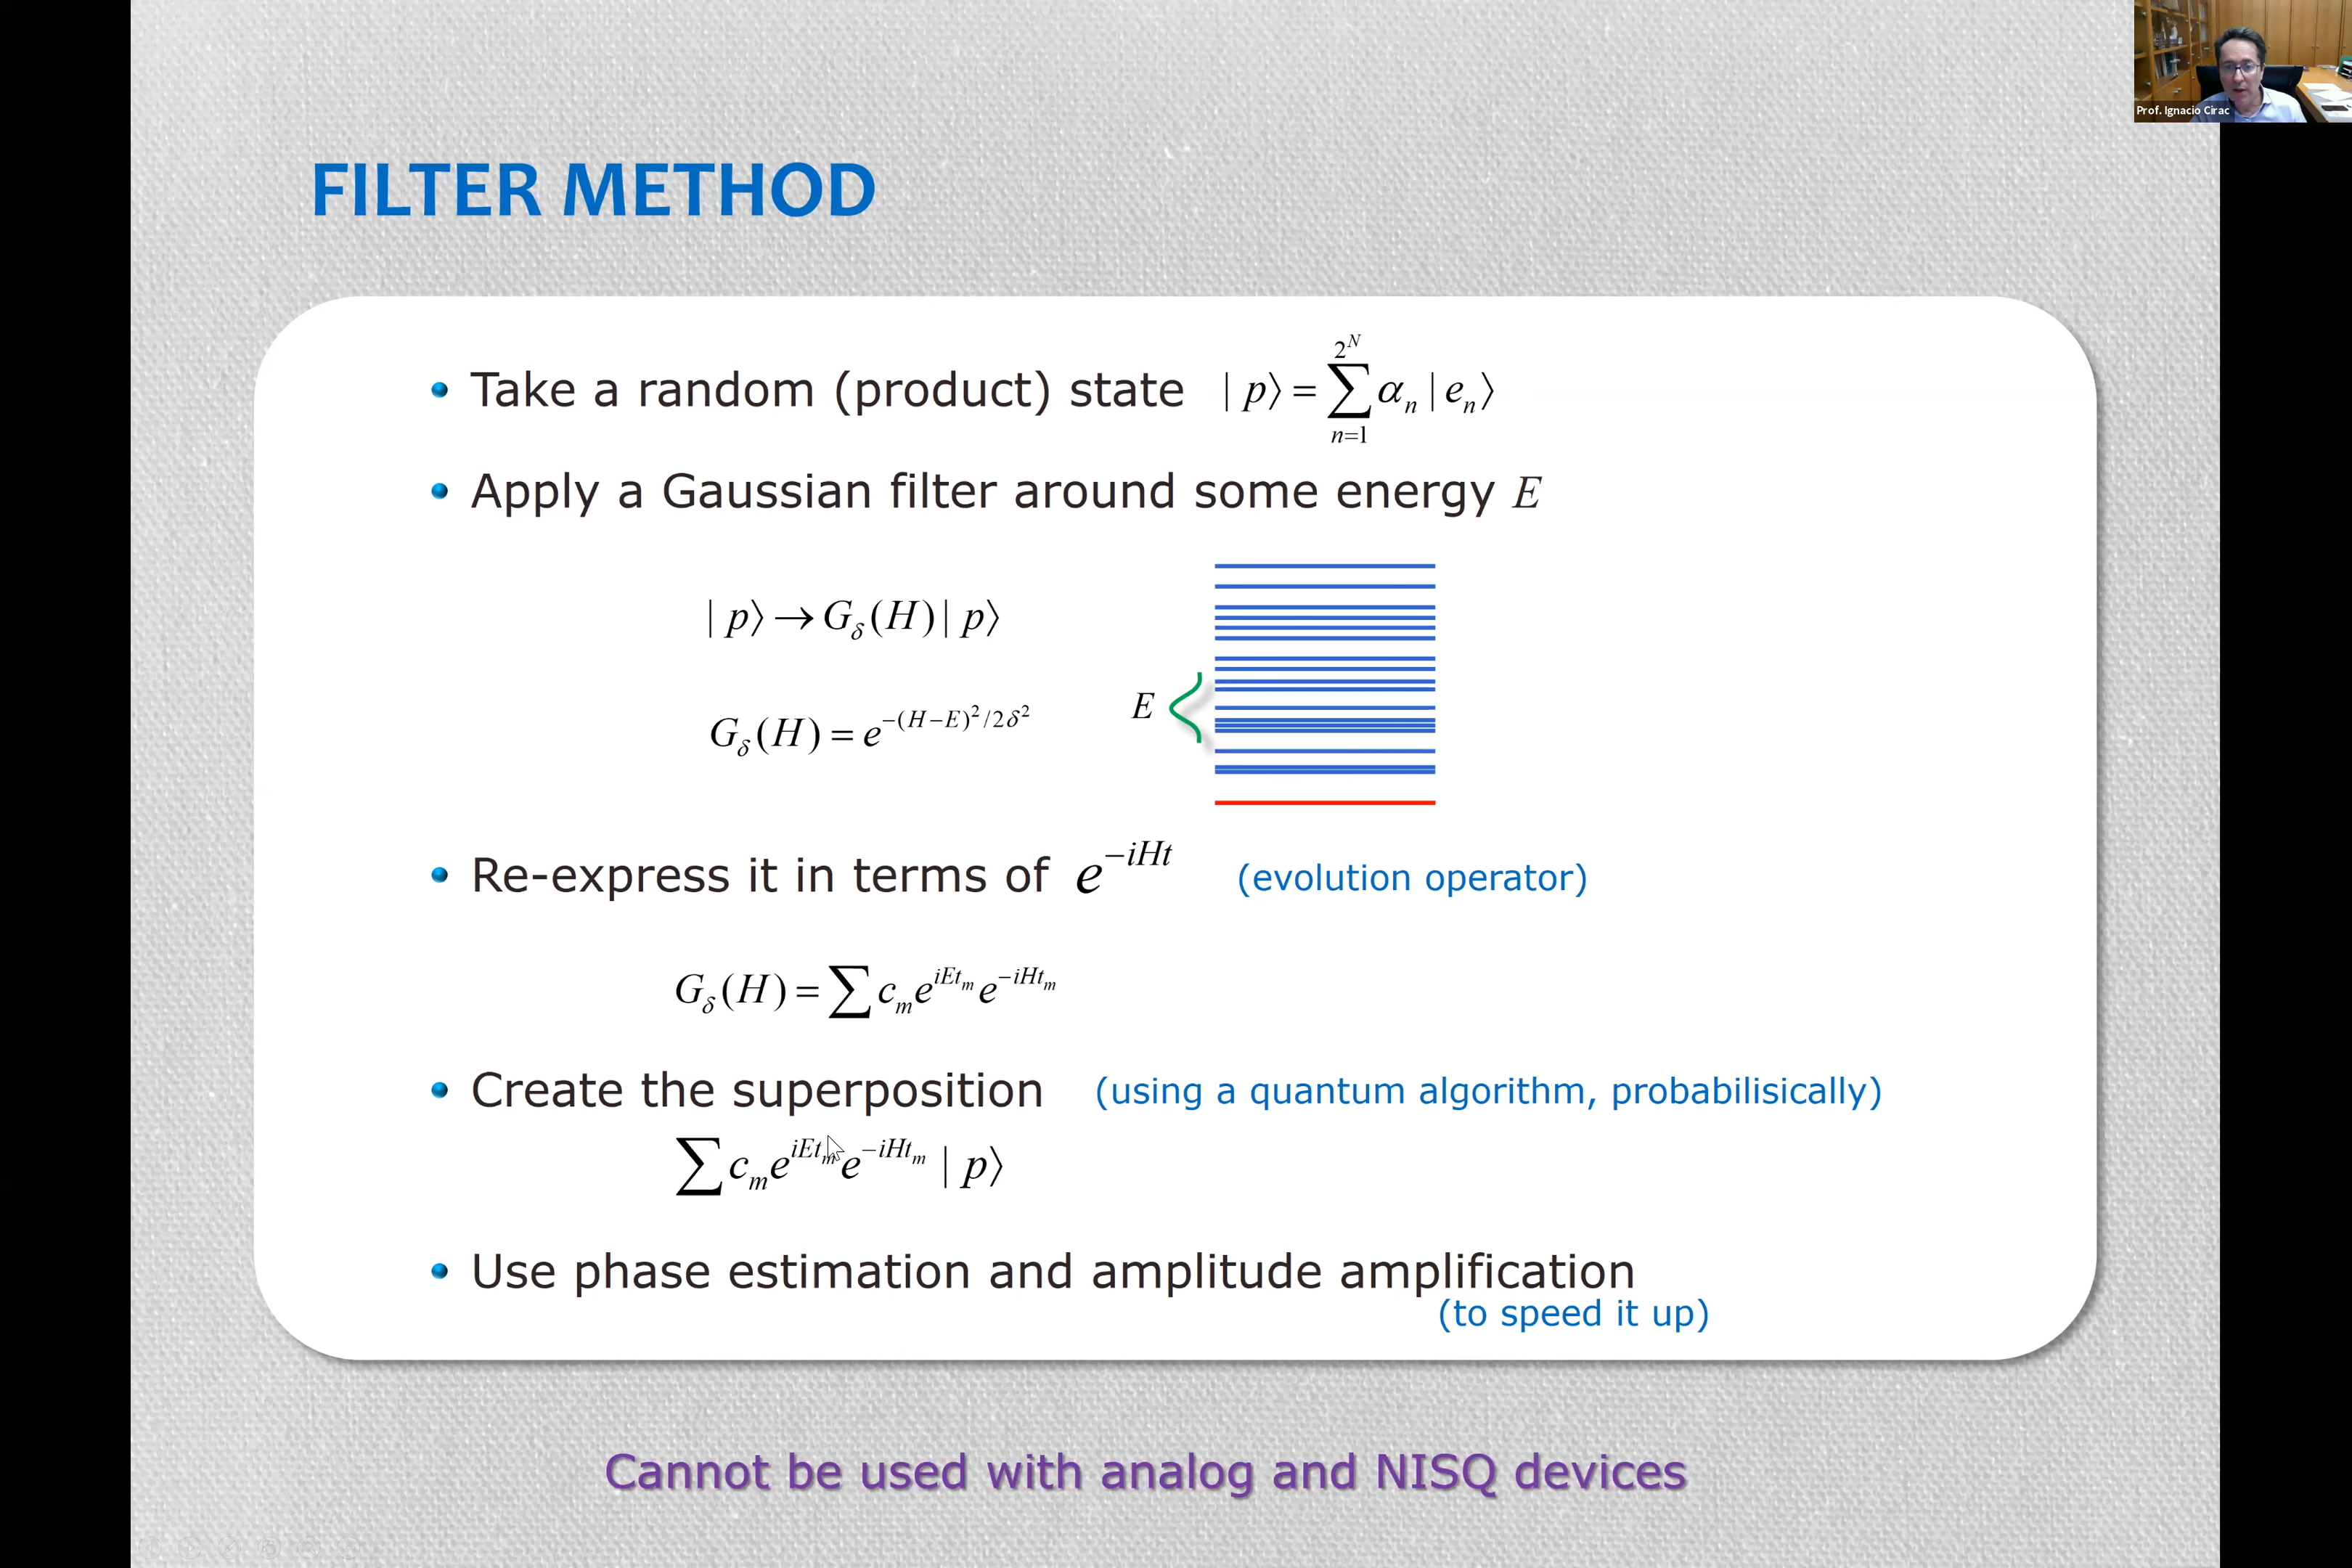 Prof. Ignacio Cirac
FILTER METHOD
Take a random (product) state | p⟩ = ∑_{n=1}^{2^N} α_n | e_n⟩
Apply a Gaussian filter around some energy E
| p⟩ → G_δ(H) | p⟩
G_δ(H) = e^{−(H−E)²/2δ²}
E
Re-express it in terms of e^{−iHt} (evolution operator)
G_δ(H) = ∑ c_m e^{iEt_m} e^{−iHt_m}
Create the superposition (using a quantum algorithm, probabilisically)
∑ c_m e^{iEt_m} e^{−iHt_m} | p⟩
Use phase estimation and amplitude amplification
(to speed it up)
Cannot be used with analog and NISQ devices